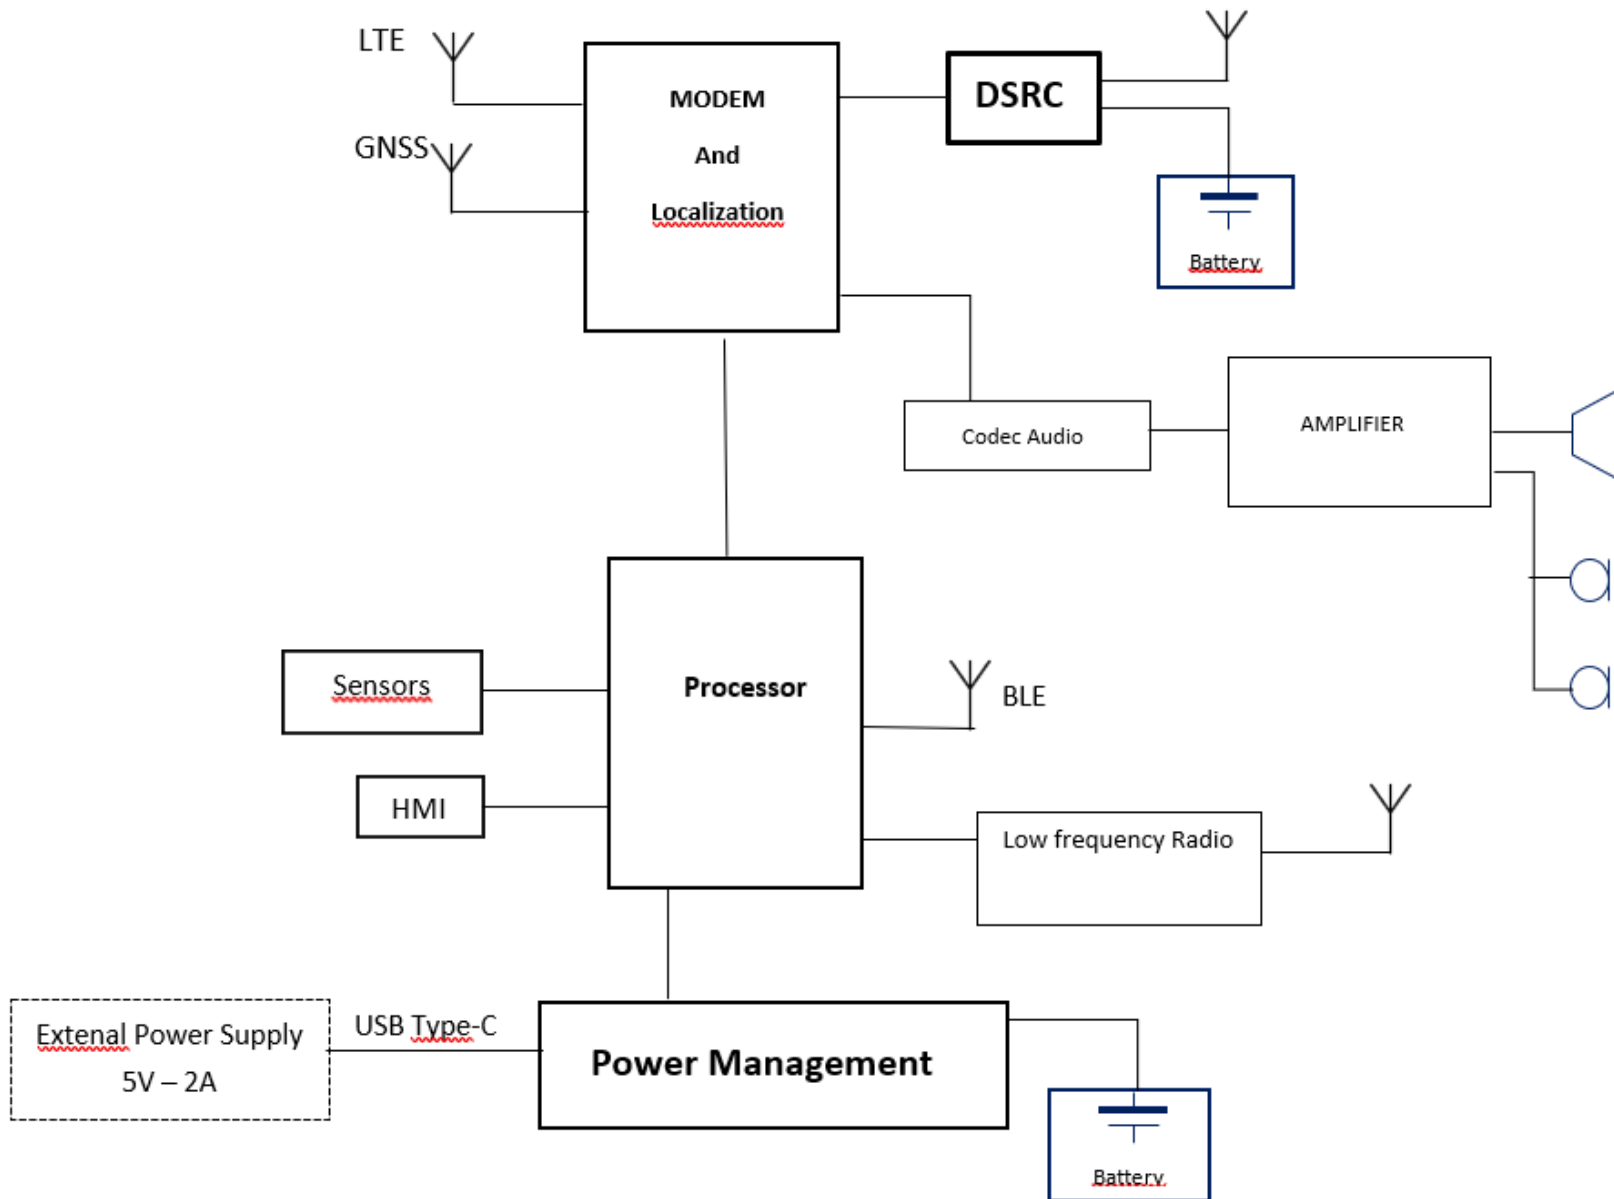 LTE
MODEM
And
Localization
DSRC
GNSS
Battery
Codec Audio
AMPLIFIER
Sensors
Processor
BLE
HMI
Low frequency Radio
Extenal Power Supply
5V – 2A
USB Type-C
Power Management
Battery